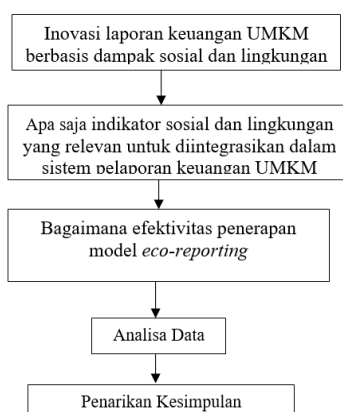 Inovasi laporan keuangan UMKM
berbasis dampak sosial dan lingkungan
Apa saja indikator sosial dan lingkungan
yang relevan untuk diintegrasikan dalam
sistem pelaporan keuangan UMKM
Bagaimana efektivitas penerapan
model eco-reporting
Analisa Data
Penarikan Kesimpulan